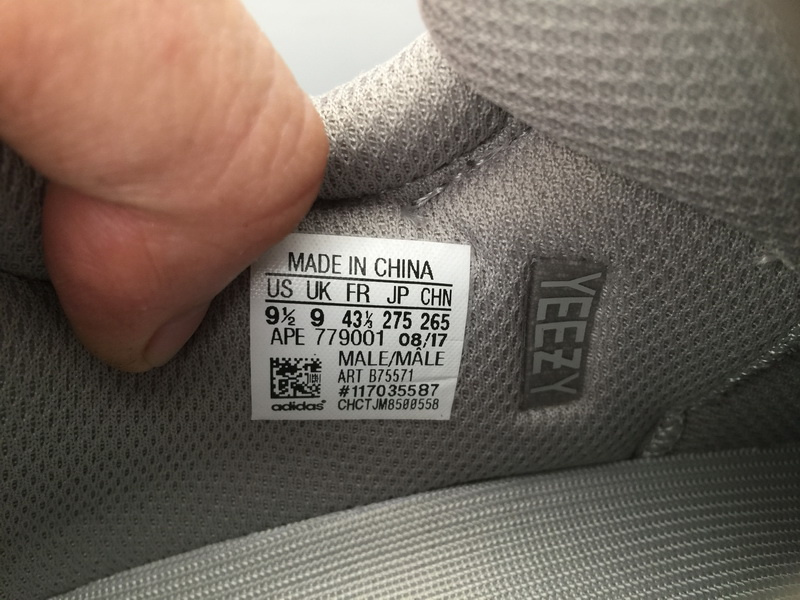 MADE IN CHINA
US UK FR JP CHN
9½ 9 43⅓ 275 265
APE 779001 08/17
MALE/MÂLE
ART B75571
#117035587
adidas® CHCTJM8500558
YEEZY